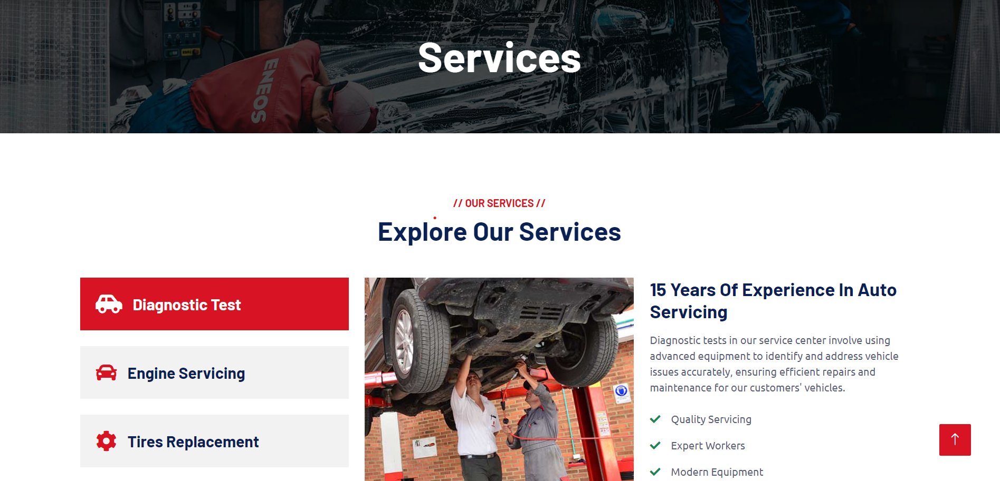 Services
ENEOS
// OUR SERVICES //
Explore Our Services
Diagnostic Test
Engine Servicing
Tires Replacement
15 Years Of Experience In Auto
Servicing
Diagnostic tests in our service center involve using
advanced equipment to identify and address vehicle
issues accurately, ensuring efficient repairs and
maintenance for our customers' vehicles.
Quality Servicing
Expert Workers
Modern Equipment